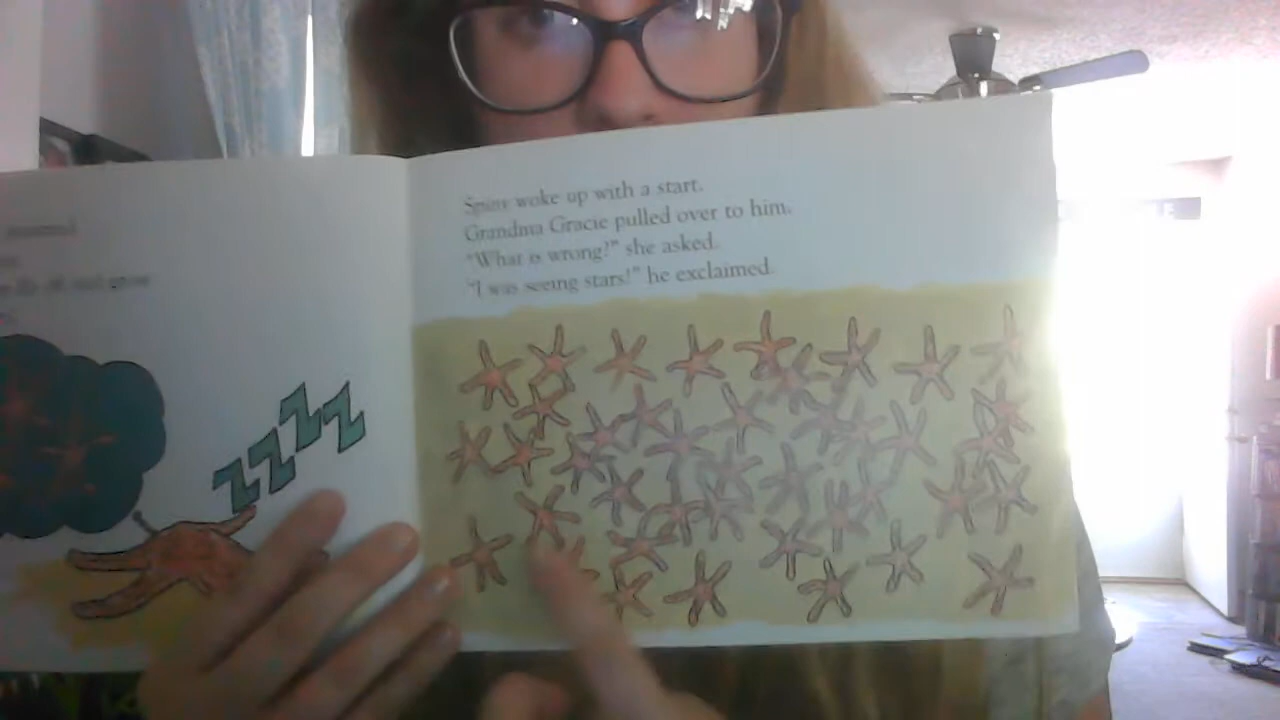 woke up with a start.
Grandma Gracie pulled over to him.
"What is wrong?" she asked.
"I was seeing stars!" he exclaimed.
ZZZZ